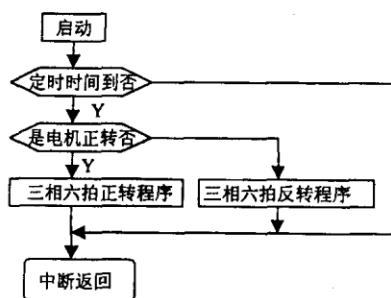 启动
定时时间到否
Y
是电机正转否
Y
三相六拍正转程序
三相六拍反转程序
中断返回